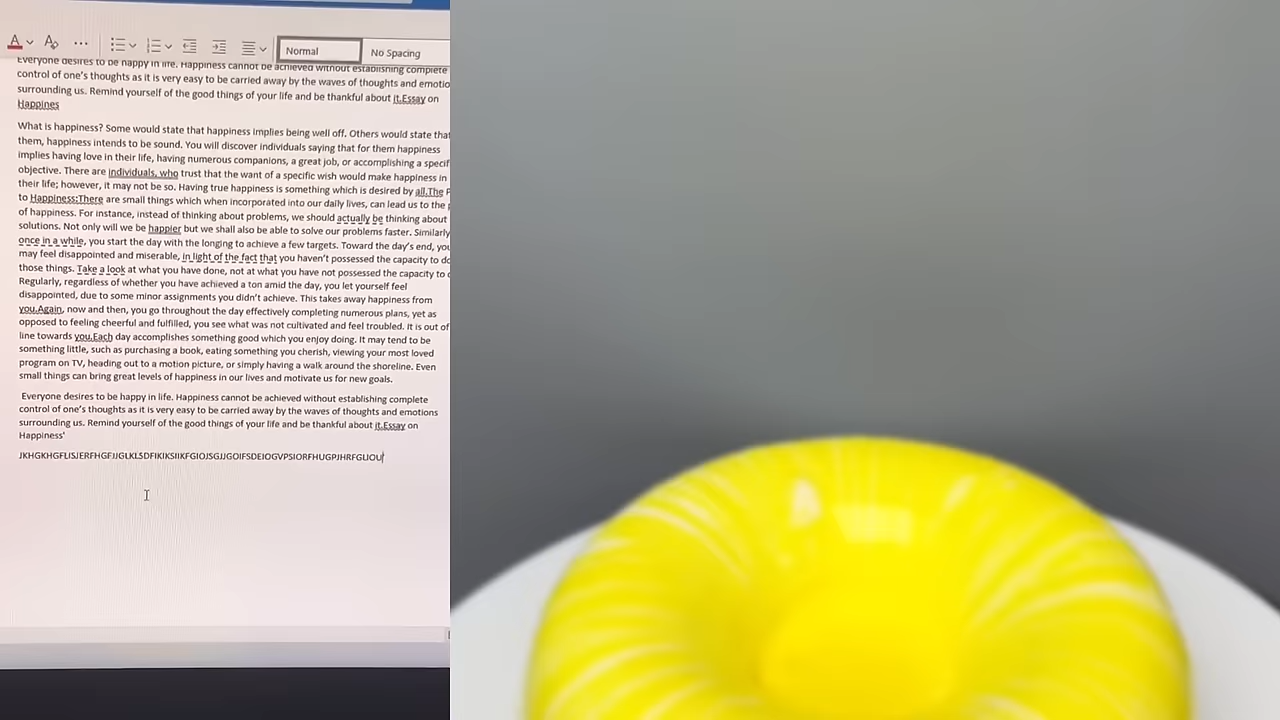 Normal
No Spacing
Everyone desires to be happy in life. Happiness cannot be achieved without establishing complete
control of one's thoughts as it is very easy to be carried away by the waves of thoughts and emotio
surrounding us. Remind yourself of the good things of your life and be thankful about it.Essay on
Happines
What is happiness? Some would state that happiness implies being well off. Others would state that
them, happiness intends to be sound. You will discover individuals saying that for them happiness
implies having love in their life, having numerous companions, a great job, or accomplishing a specif
objective. There are individuals, who trust that the want of a specific wish would make happiness in
their life; however, it may not be so. Having true happiness is something which is desired by all.The P
to Happiness:There are small things which when incorporated into our daily lives, can lead us to the
of happiness. For instance, instead of thinking about problems, we should actually be thinking about
solutions. Not only will we be happier but we shall also be able to solve our problems faster. Similarly
once in a while, you start the day with the longing to achieve a few targets. Toward the day's end, you
may feel disappointed and miserable, in light of the fact that you haven't possessed the capacity to do
those things. Take a look at what you have done, not at what you have not possessed the capacity to
Regularly, regardless of whether you have achieved a ton amid the day, you let yourself feel
disappointed, due to some minor assignments you didn't achieve. This takes away happiness from
you.Again, now and then, you go throughout the day effectively completing numerous plans, yet as
opposed to feeling cheerful and fulfilled, you see what was not cultivated and feel troubled. It is out of
line towards you.Each day accomplishes something good which you enjoy doing. It may tend to be
something little, such as purchasing a book, eating something you cherish, viewing your most loved
program on TV, heading out to a motion picture, or simply having a walk around the shoreline. Even
small things can bring great levels of happiness in our lives and motivate us for new goals.
Everyone desires to be happy in life. Happiness cannot be achieved without establishing complete
control of one's thoughts as it is very easy to be carried away by the waves of thoughts and emotions
surrounding us. Remind yourself of the good things of your life and be thankful about it.Essay on
Happiness'